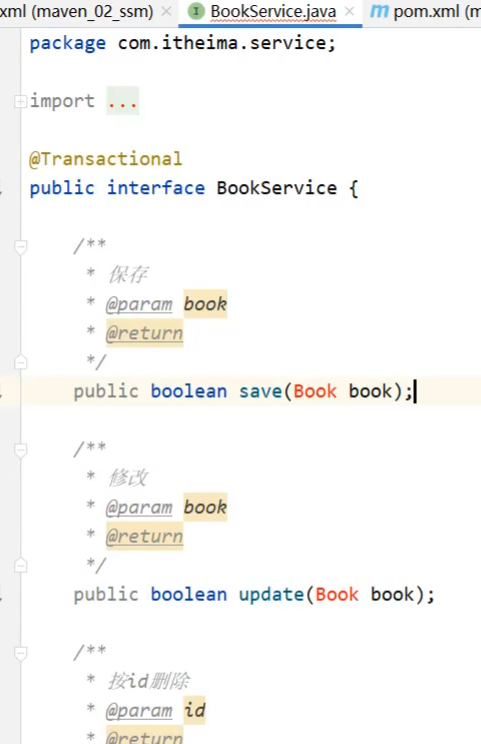 xml (maven_02_ssm) × I BookService.java × m pom.xml (m
package com.itheima.service;
import ...
@Transactional
public interface BookService {
/**
* 保存
* @param book
* @return
*/
public boolean save(Book book);
/**
* 修改
* @param book
* @return
*/
public boolean update(Book book);
/**
* 按id删除
* @param id
* @return